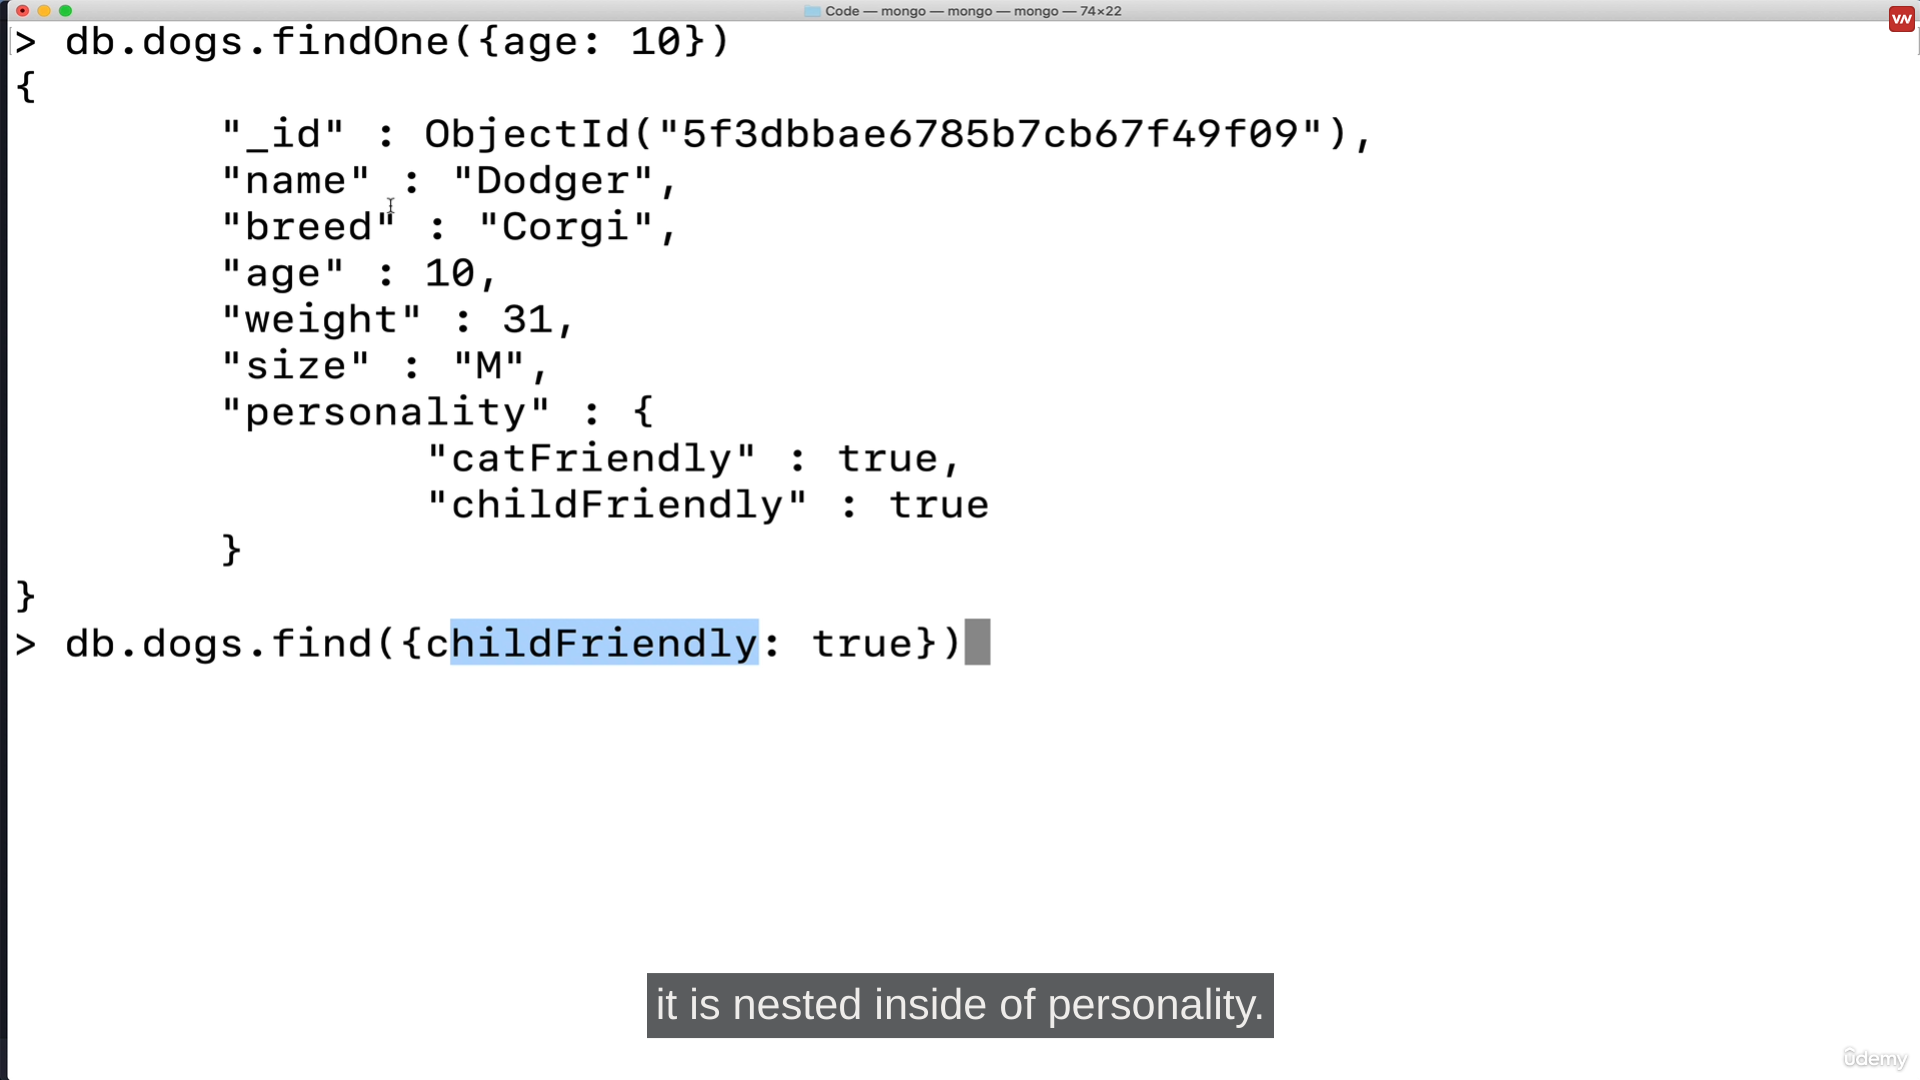 Code — mongo — mongo — mongo — 74×22
> db.dogs.findOne({age: 10})
{
"_id" : ObjectId("5f3dbbae6785b7cb67f49f09"),
"name" : "Dodger",
"breed" : "Corgi",
"age" : 10,
"weight" : 31,
"size" : "M",
"personality" : {
"catFriendly" : true,
"childFriendly" : true
}
}
> db.dogs.find({childFriendly: true})
it is nested inside of personality.
ûdemy